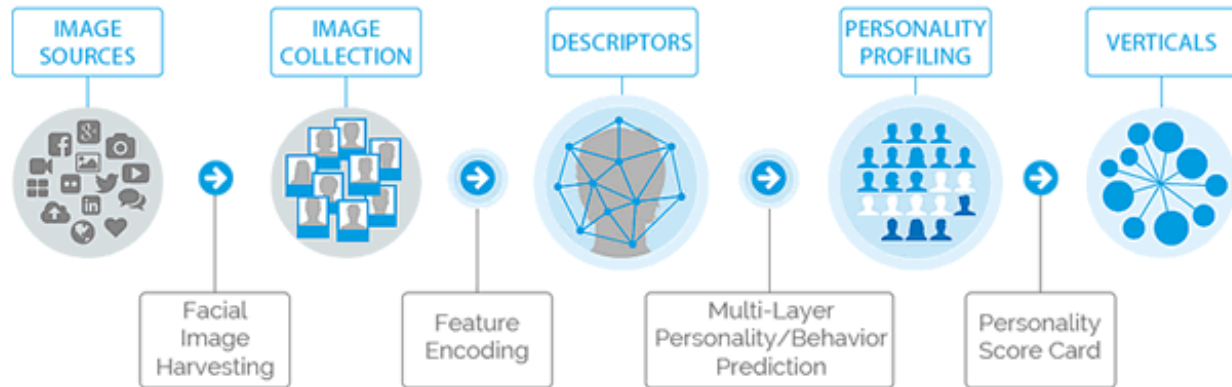 IMAGE
SOURCES
IMAGE
COLLECTION
DESCRIPTORS
PERSONALITY
PROFILING
VERTICALS
Facial
Image
Harvesting
Feature
Encoding
Multi-Layer
Personality/Behavior
Prediction
Personality
Score Card